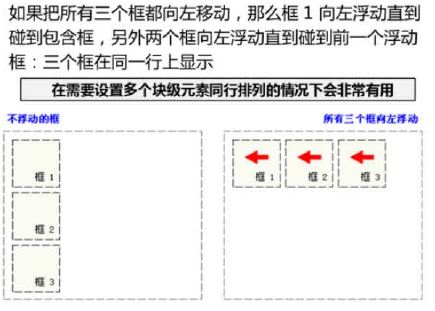 如果把所有三个框都向左移动，那么框 1 向左浮动直到
碰到包含框，另外两个框向左浮动直到碰到前一个浮动
框：三个框在同一行上显示
在需要设置多个块级元素同行排列的情况下会非常有用
不浮动的框
所有三个框向左浮动
框 1
框 2
框 3
框 1
框 2
框 3